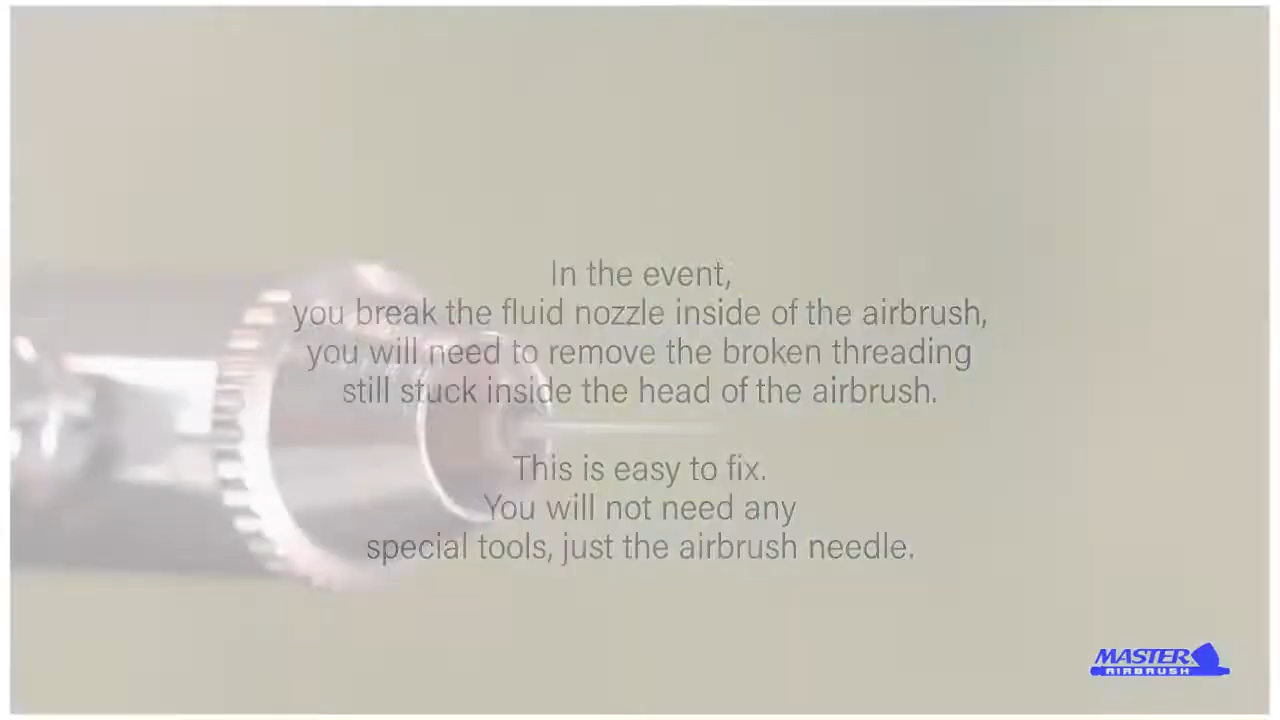 In the event,
you break the fluid nozzle inside of the airbrush,
you will need to remove the broken threading
still stuck inside the head of the airbrush.
This is easy to fix.
You will not need any
special tools, just the airbrush needle.
MASTER
AIRBRUSH